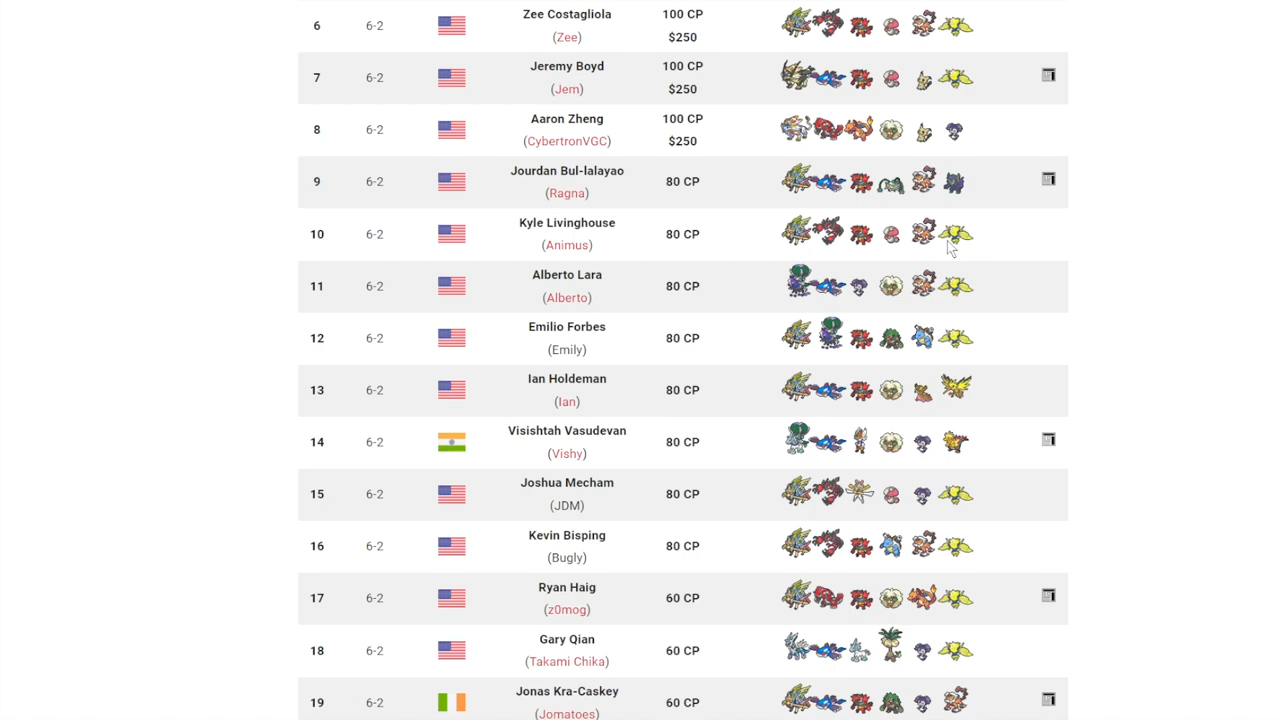 6 6-2 Zee Costagliola 100 CP
(Zee) $250
7 6-2 Jeremy Boyd 100 CP
(Jem) $250
8 6-2 Aaron Zheng 100 CP
(CybertronVGC) $250
9 6-2 Jourdan Bul-lalayao 80 CP
(Ragna)
10 6-2 Kyle Livinghouse 80 CP
(Animus)
11 6-2 Alberto Lara 80 CP
(Alberto)
12 6-2 Emilio Forbes 80 CP
(Emily)
13 6-2 Ian Holdeman 80 CP
(Ian)
14 6-2 Visishtah Vasudevan 80 CP
(Vishy)
15 6-2 Joshua Mecham 80 CP
(JDM)
16 6-2 Kevin Bisping 80 CP
(Bugly)
17 6-2 Ryan Haig 60 CP
(z0mog)
18 6-2 Gary Qian 60 CP
(Takami Chika)
19 6-2 Jonas Kra-Caskey 60 CP
(Jomatoes)